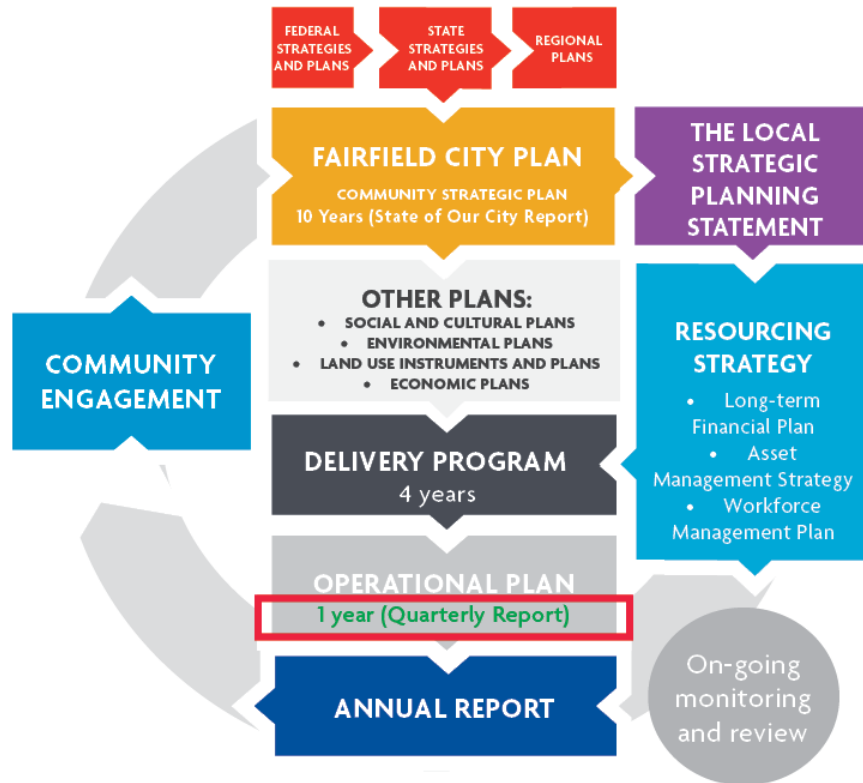 FEDERAL
STRATEGIES
AND PLANS
STATE
STRATEGIES
AND PLANS
REGIONAL
PLANS
FAIRFIELD CITY PLAN
COMMUNITY STRATEGIC PLAN
10 Years (State of Our City Report)
THE LOCAL
STRATEGIC
PLANNING
STATEMENT
OTHER PLANS:
• SOCIAL AND CULTURAL PLANS
• ENVIRONMENTAL PLANS
• LAND USE INSTRUMENTS AND PLANS
• ECONOMIC PLANS
COMMUNITY
ENGAGEMENT
RESOURCING
STRATEGY
• Long-term
Financial Plan
• Asset
Management Strategy
• Workforce
Management Plan
DELIVERY PROGRAM
4 years
OPERATIONAL PLAN
1 year (Quarterly Report)
ANNUAL REPORT
On-going
monitoring
and review